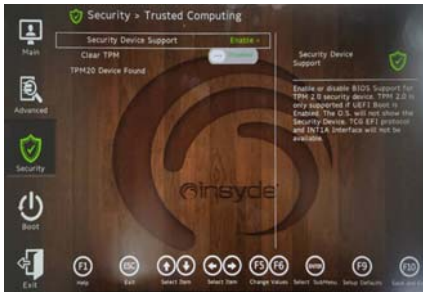 Security > Trusted Computing
Main
Advanced
Security
Boot
Exit
Security Device Support
Enable
Clear TPM
Disabled
TPM20 Device Found
insyde
Security Device
Support
Enable or disable BIOS Support for
TPM 2.0 security device. TPM 2.0 is
only supported if UEFI Boot is
Enabled. The O.S. will not show the
Security Device. TCG EFI protocol
and INT1A Interface will not be
available.
F1
Help
ESC
Exit
Select Item
Select Item
F5 F6
Change Values
ENTER
Select SubMenu
F9
Setup Defaults
F10
Save and